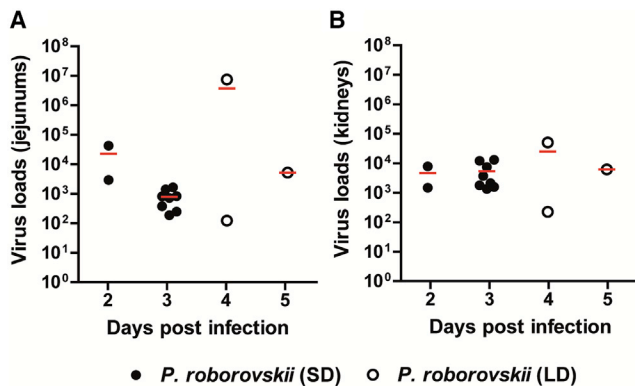 A
B
Virus loads (jejunums)
10⁸
10⁷
10⁶
10⁵
10⁴
10³
10²
10¹
10⁰
2 3 4 5
Days post infection
Virus loads (kidneys)
10⁸
10⁷
10⁶
10⁵
10⁴
10³
10²
10¹
10⁰
2 3 4 5
Days post infection
P. roborovskii (SD) P. roborovskii (LD)